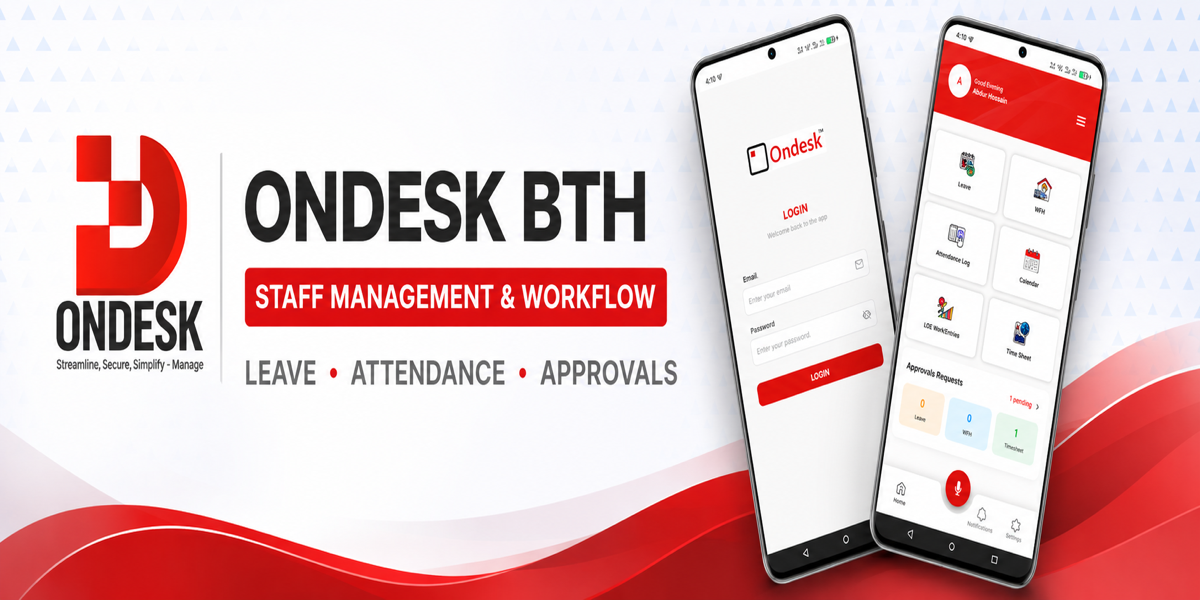 ONDESK
Streamline, Secure, Simplify - Manage
ONDESK BTH
STAFF MANAGEMENT & WORKFLOW
LEAVE • ATTENDANCE • APPROVALS
4:10
Ondesk™
LOGIN
Welcome back to the app
Email
Enter your email
Password
Enter your password
LOGIN
4:10
A
Good Evening
Abdur Hossain
Leave
WFH
Attendance Log
Calendar
LOE Work/Entries
Time Sheet
Approvals Requests
1 pending >
0
Leave
0
WFH
1
Timesheet
Home
Notifications
Settings